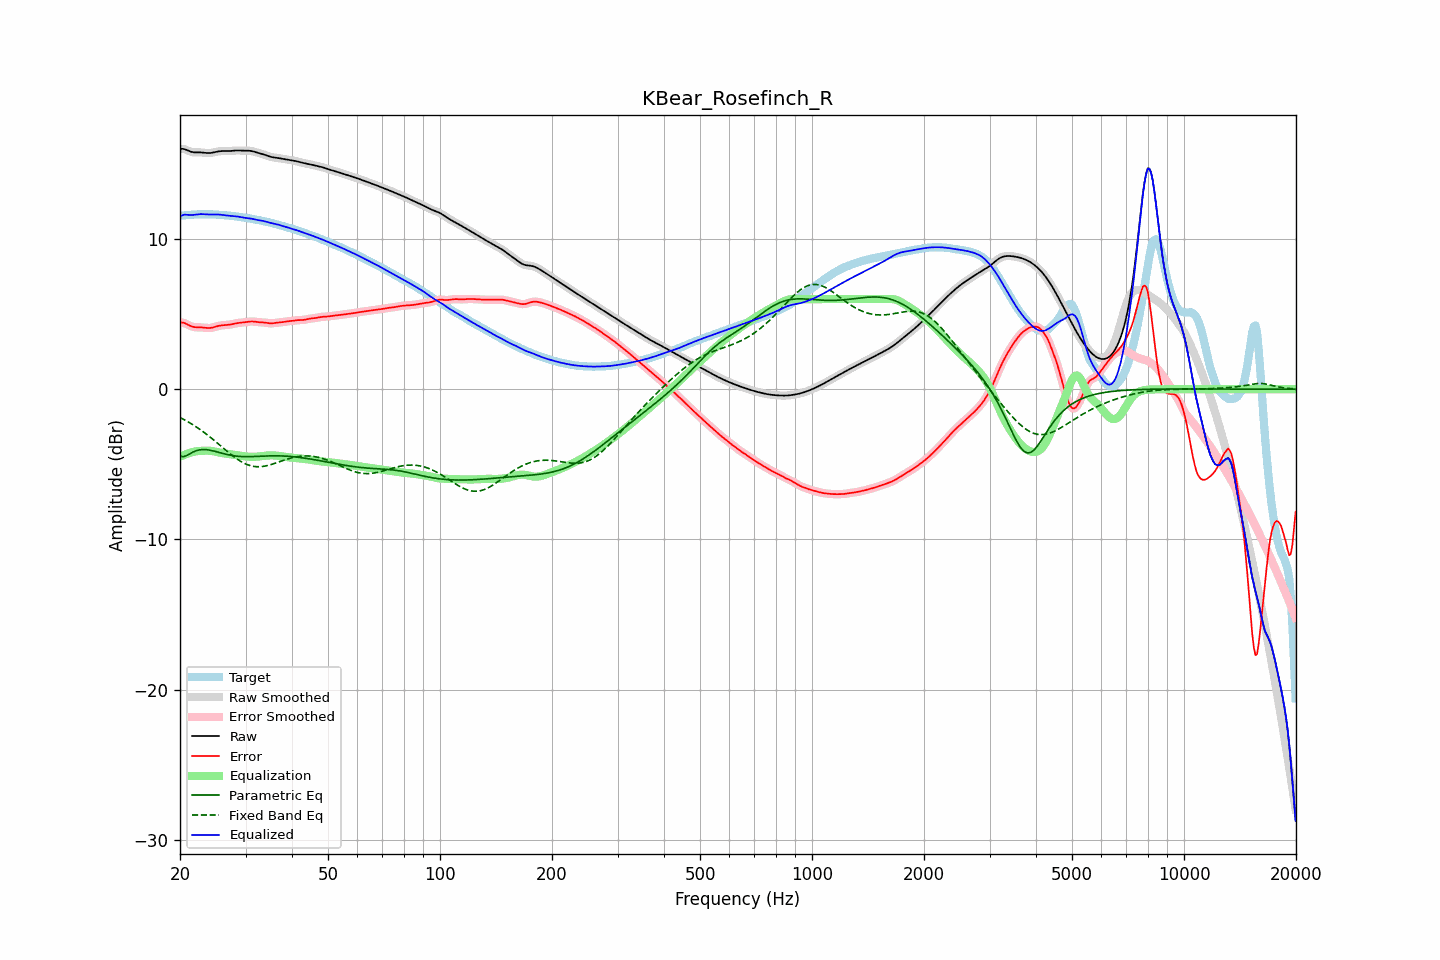 KBear_Rosefinch_R
Amplitude (dBr)
10
0
−10
−20
−30
Target
Raw Smoothed
Error Smoothed
Raw
Error
Equalization
Parametric Eq
Fixed Band Eq
Equalized
20 50 100 200 500 1000 2000 5000 10000 20000
Frequency (Hz)